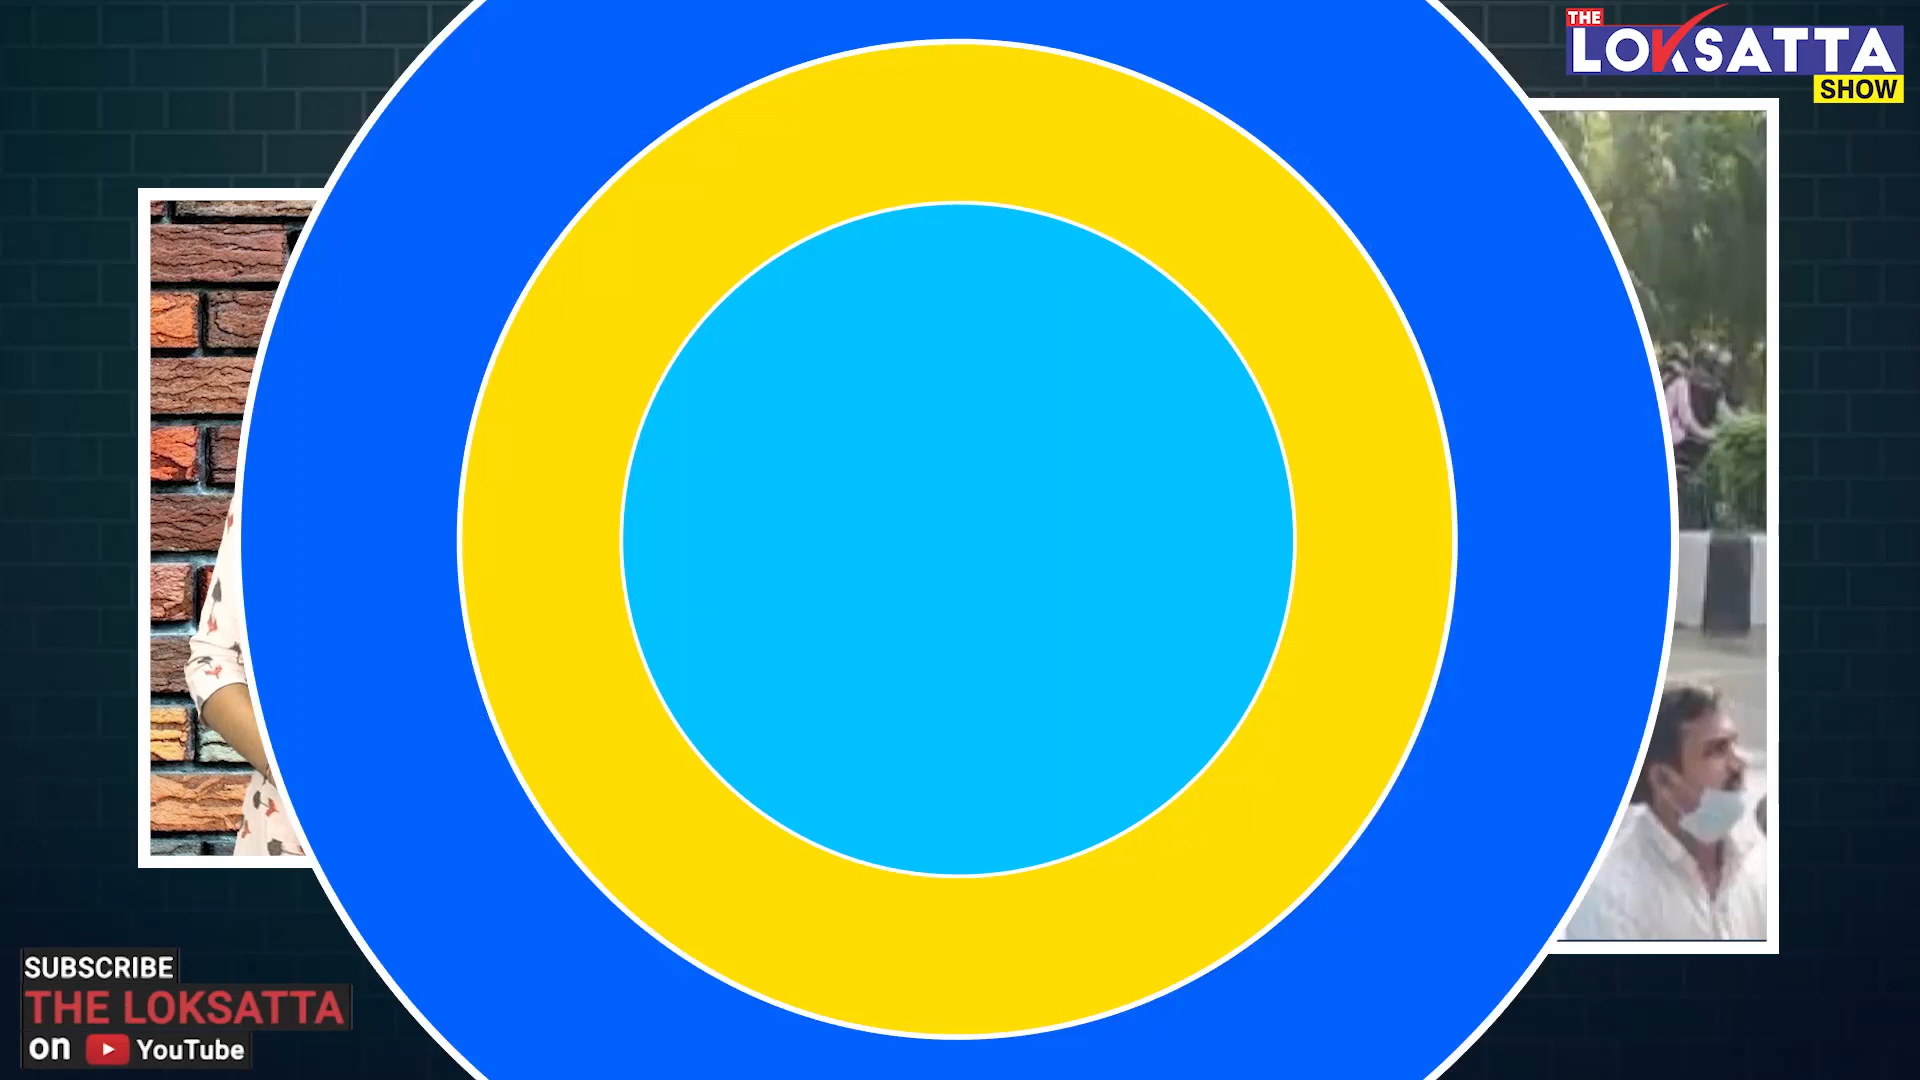 THE
LOKSATTA
SHOW
SUBSCRIBE
THE LOKSATTA
on YouTube